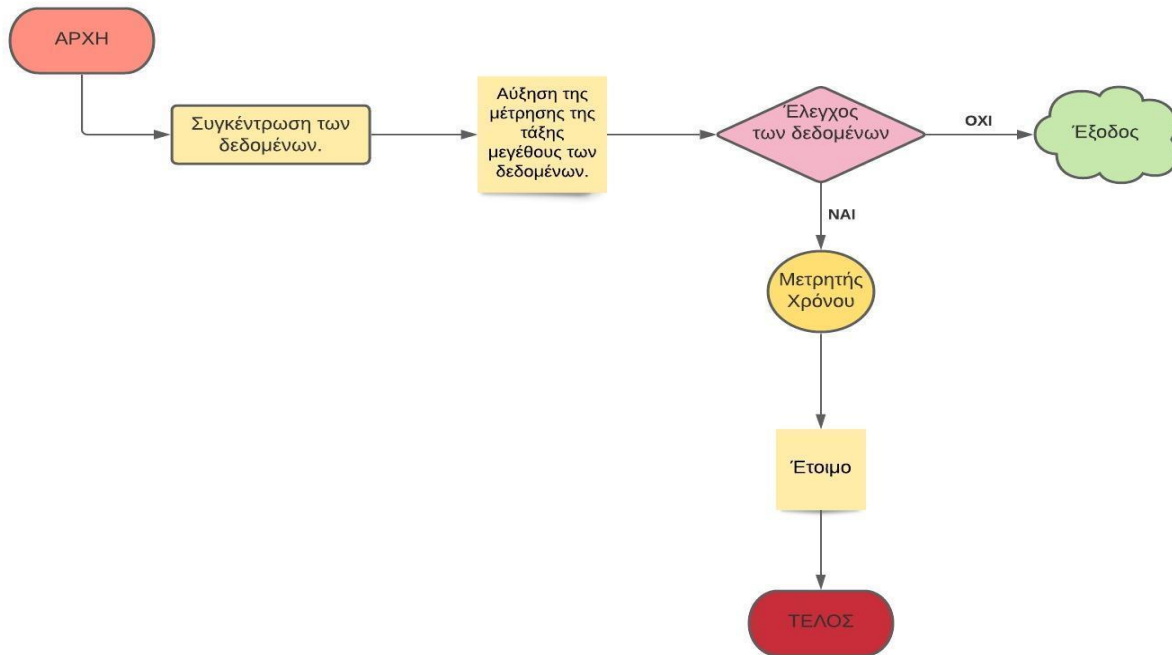 ΑΡΧΗ
Συγκέντρωση των
δεδομένων.
Αύξηση της
μέτρησης της
τάξης
μεγέθους των
δεδομένων.
Έλεγχος
των δεδομένων
ΟΧΙ
Έξοδος
ΝΑΙ
Μετρητής
Χρόνου
Έτοιμο
ΤΕΛΟΣ